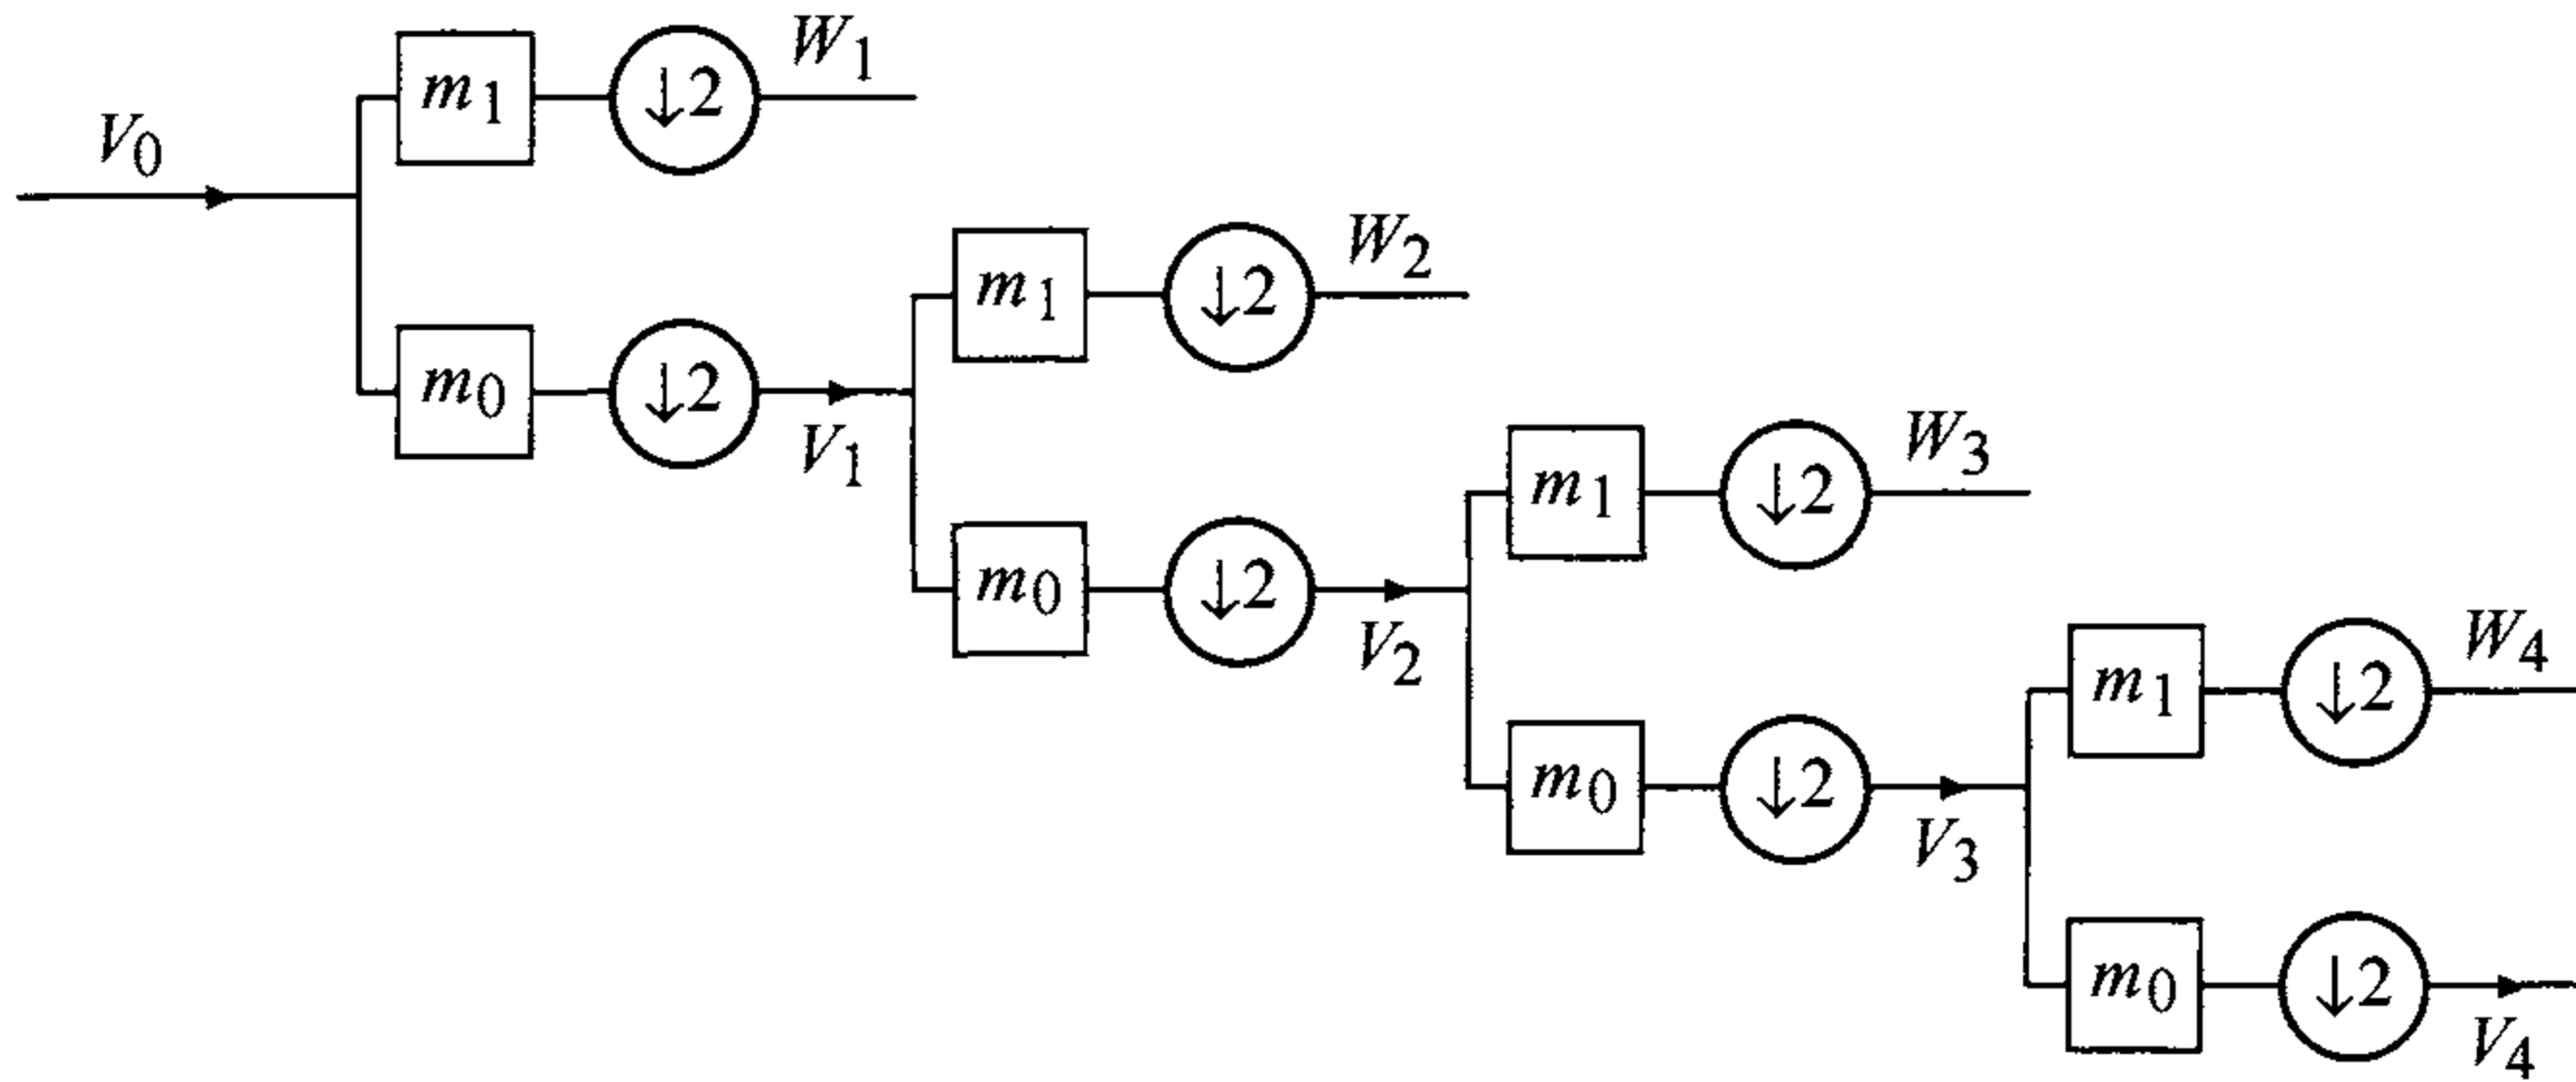 W₁
m₁ ↓2
V₀
W₂
m₁ ↓2
m₀ ↓2
V₁
W₃
m₁ ↓2
m₀ ↓2
V₂
W₄
m₁ ↓2
m₀ ↓2
V₃
m₀ ↓2
V₄